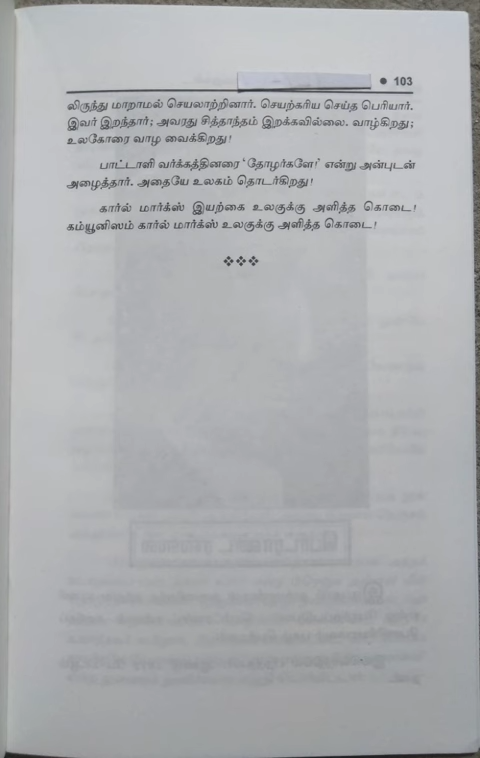 ● 103
லிருந்து மாறாமல் செயலாற்றினார். செயற்கரிய செய்த பெரியார்.
இவர் இறந்தார்; அவரது சித்தாந்தம் இறக்கவில்லை. வாழ்கிறது;
உலகோரை வாழ வைக்கிறது!
பாட்டாளி வர்க்கத்தினரை 'தோழர்களே!' என்று அன்புடன்
அழைத்தார். அதையே உலகம் தொடர்கிறது!
கார்ல் மார்க்ஸ் இயற்கை உலகுக்கு அளித்த கொடை!
கம்யூனிஸம் கார்ல் மார்க்ஸ் உலகுக்கு அளித்த கொடை!